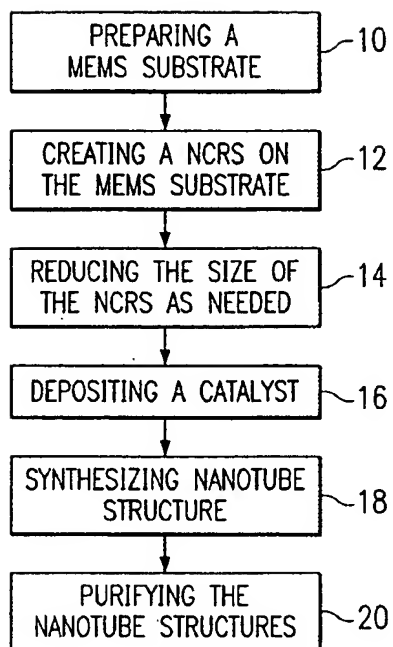 PREPARING A
MEMS SUBSTRATE
10
CREATING A NCRS ON
THE MEMS SUBSTRATE
12
REDUCING THE SIZE OF
THE NCRS AS NEEDED
14
DEPOSITING A CATALYST
16
SYNTHESIZING NANOTUBE
STRUCTURE
18
PURIFYING THE
NANOTUBE STRUCTURES
20